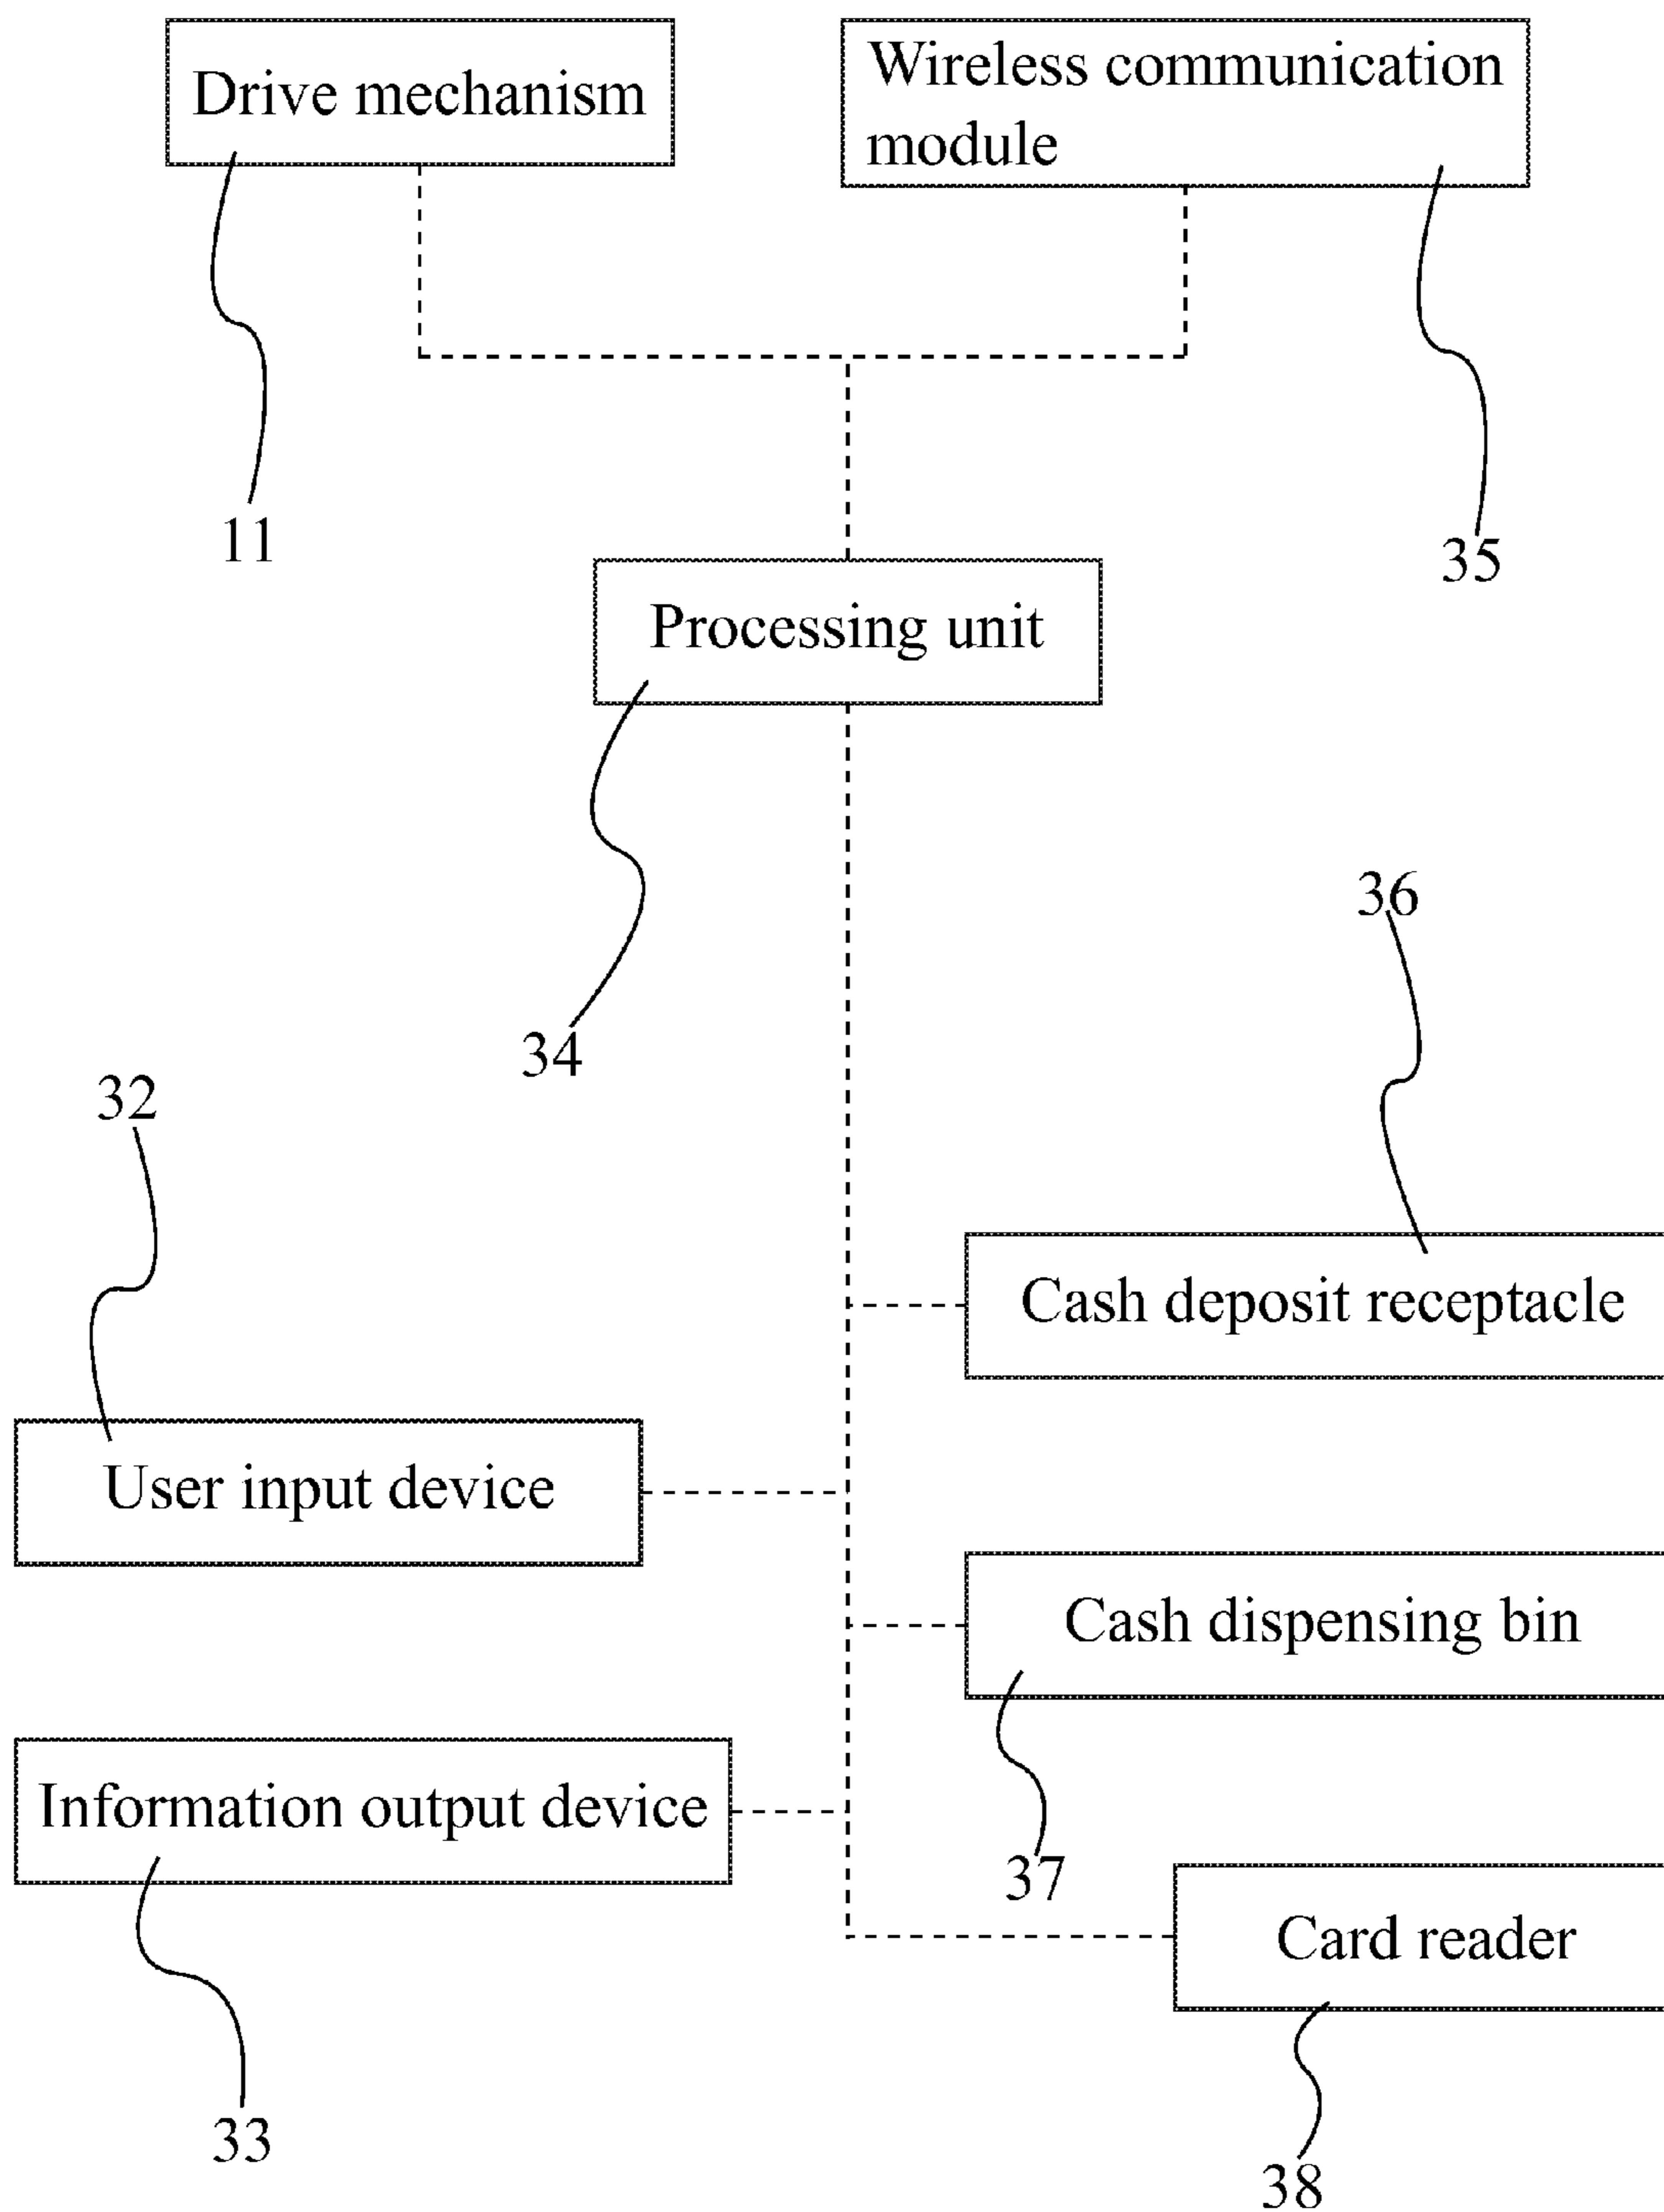 Drive mechanism
Wireless communication
module
11
35
Processing unit
34
36
32
Cash deposit receptacle
User input device
Cash dispensing bin
Information output device
37
Card reader
33
38